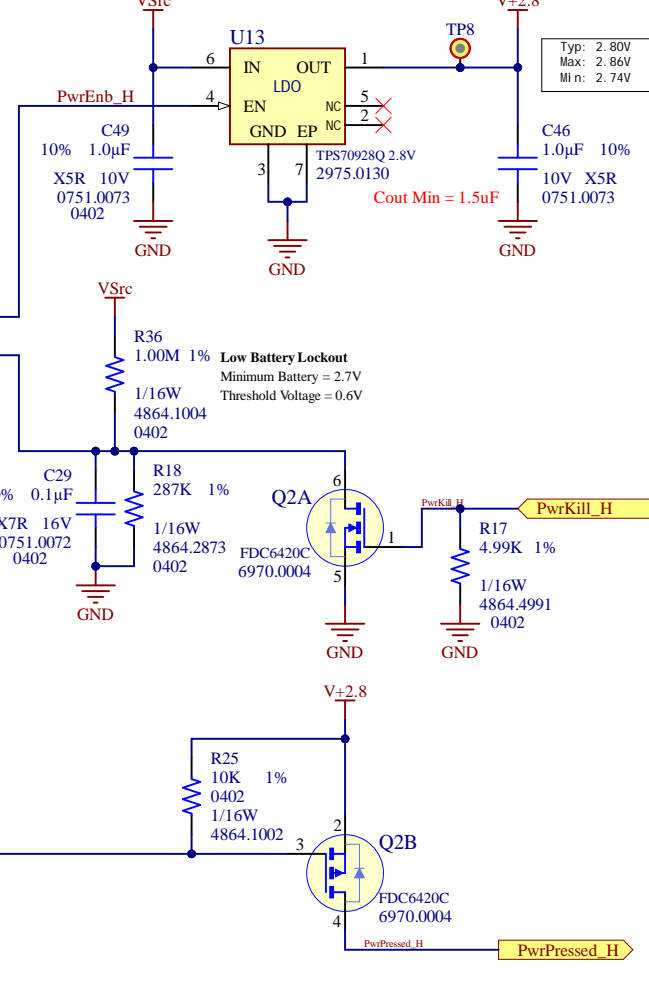 VSrc
V+2.8
U13
TP8
6
IN
OUT
1
LDO
PwrEnb_H
4
EN
NC
5
NC
2
GND
EP
3
7
TPS70928Q 2.8V
2975.0130
Typ: 2.80V
Max: 2.86V
Min: 2.74V
C49
10%
1.0µF
X5R
10V
0751.0073
0402
GND
GND
C46
1.0µF
10%
10V
X5R
0751.0073
GND
Cout Min = 1.5uF
VSrc
R36
1.00M
1%
1/16W
4864.1004
0402
Low Battery Lockout
Minimum Battery = 2.7V
Threshold Voltage = 0.6V
C29
%
0.1µF
X7R
16V
0751.0072
0402
GND
R18
287K
1%
1/16W
4864.2873
0402
Q2A
6
1
5
FDC6420C
6970.0004
GND
PwrKill_H
PwrKill_H
R17
4.99K
1%
1/16W
4864.4991
0402
GND
V+2.8
R25
10K
1%
0402
1/16W
4864.1002
2
3
Q2B
FDC6420C
6970.0004
4
PwrPressed_H
PwrPressed_H